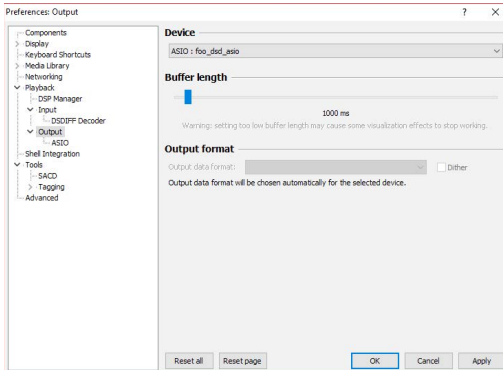 Preferences: Output
? X
Components
Display
Keyboard Shortcuts
Media Library
Networking
Playback
DSP Manager
Input
DSDIFF Decoder
Output
ASIO
Shell Integration
Tools
SACD
Tagging
Advanced
Device
ASIO : foo_dsd_asio
Buffer length
1000 ms
Warning: setting too low buffer length may cause some visualization effects to stop working.
Output format
Output data format:
Dither
Output data format will be chosen automatically for the selected device.
Reset all
Reset page
OK
Cancel
Apply